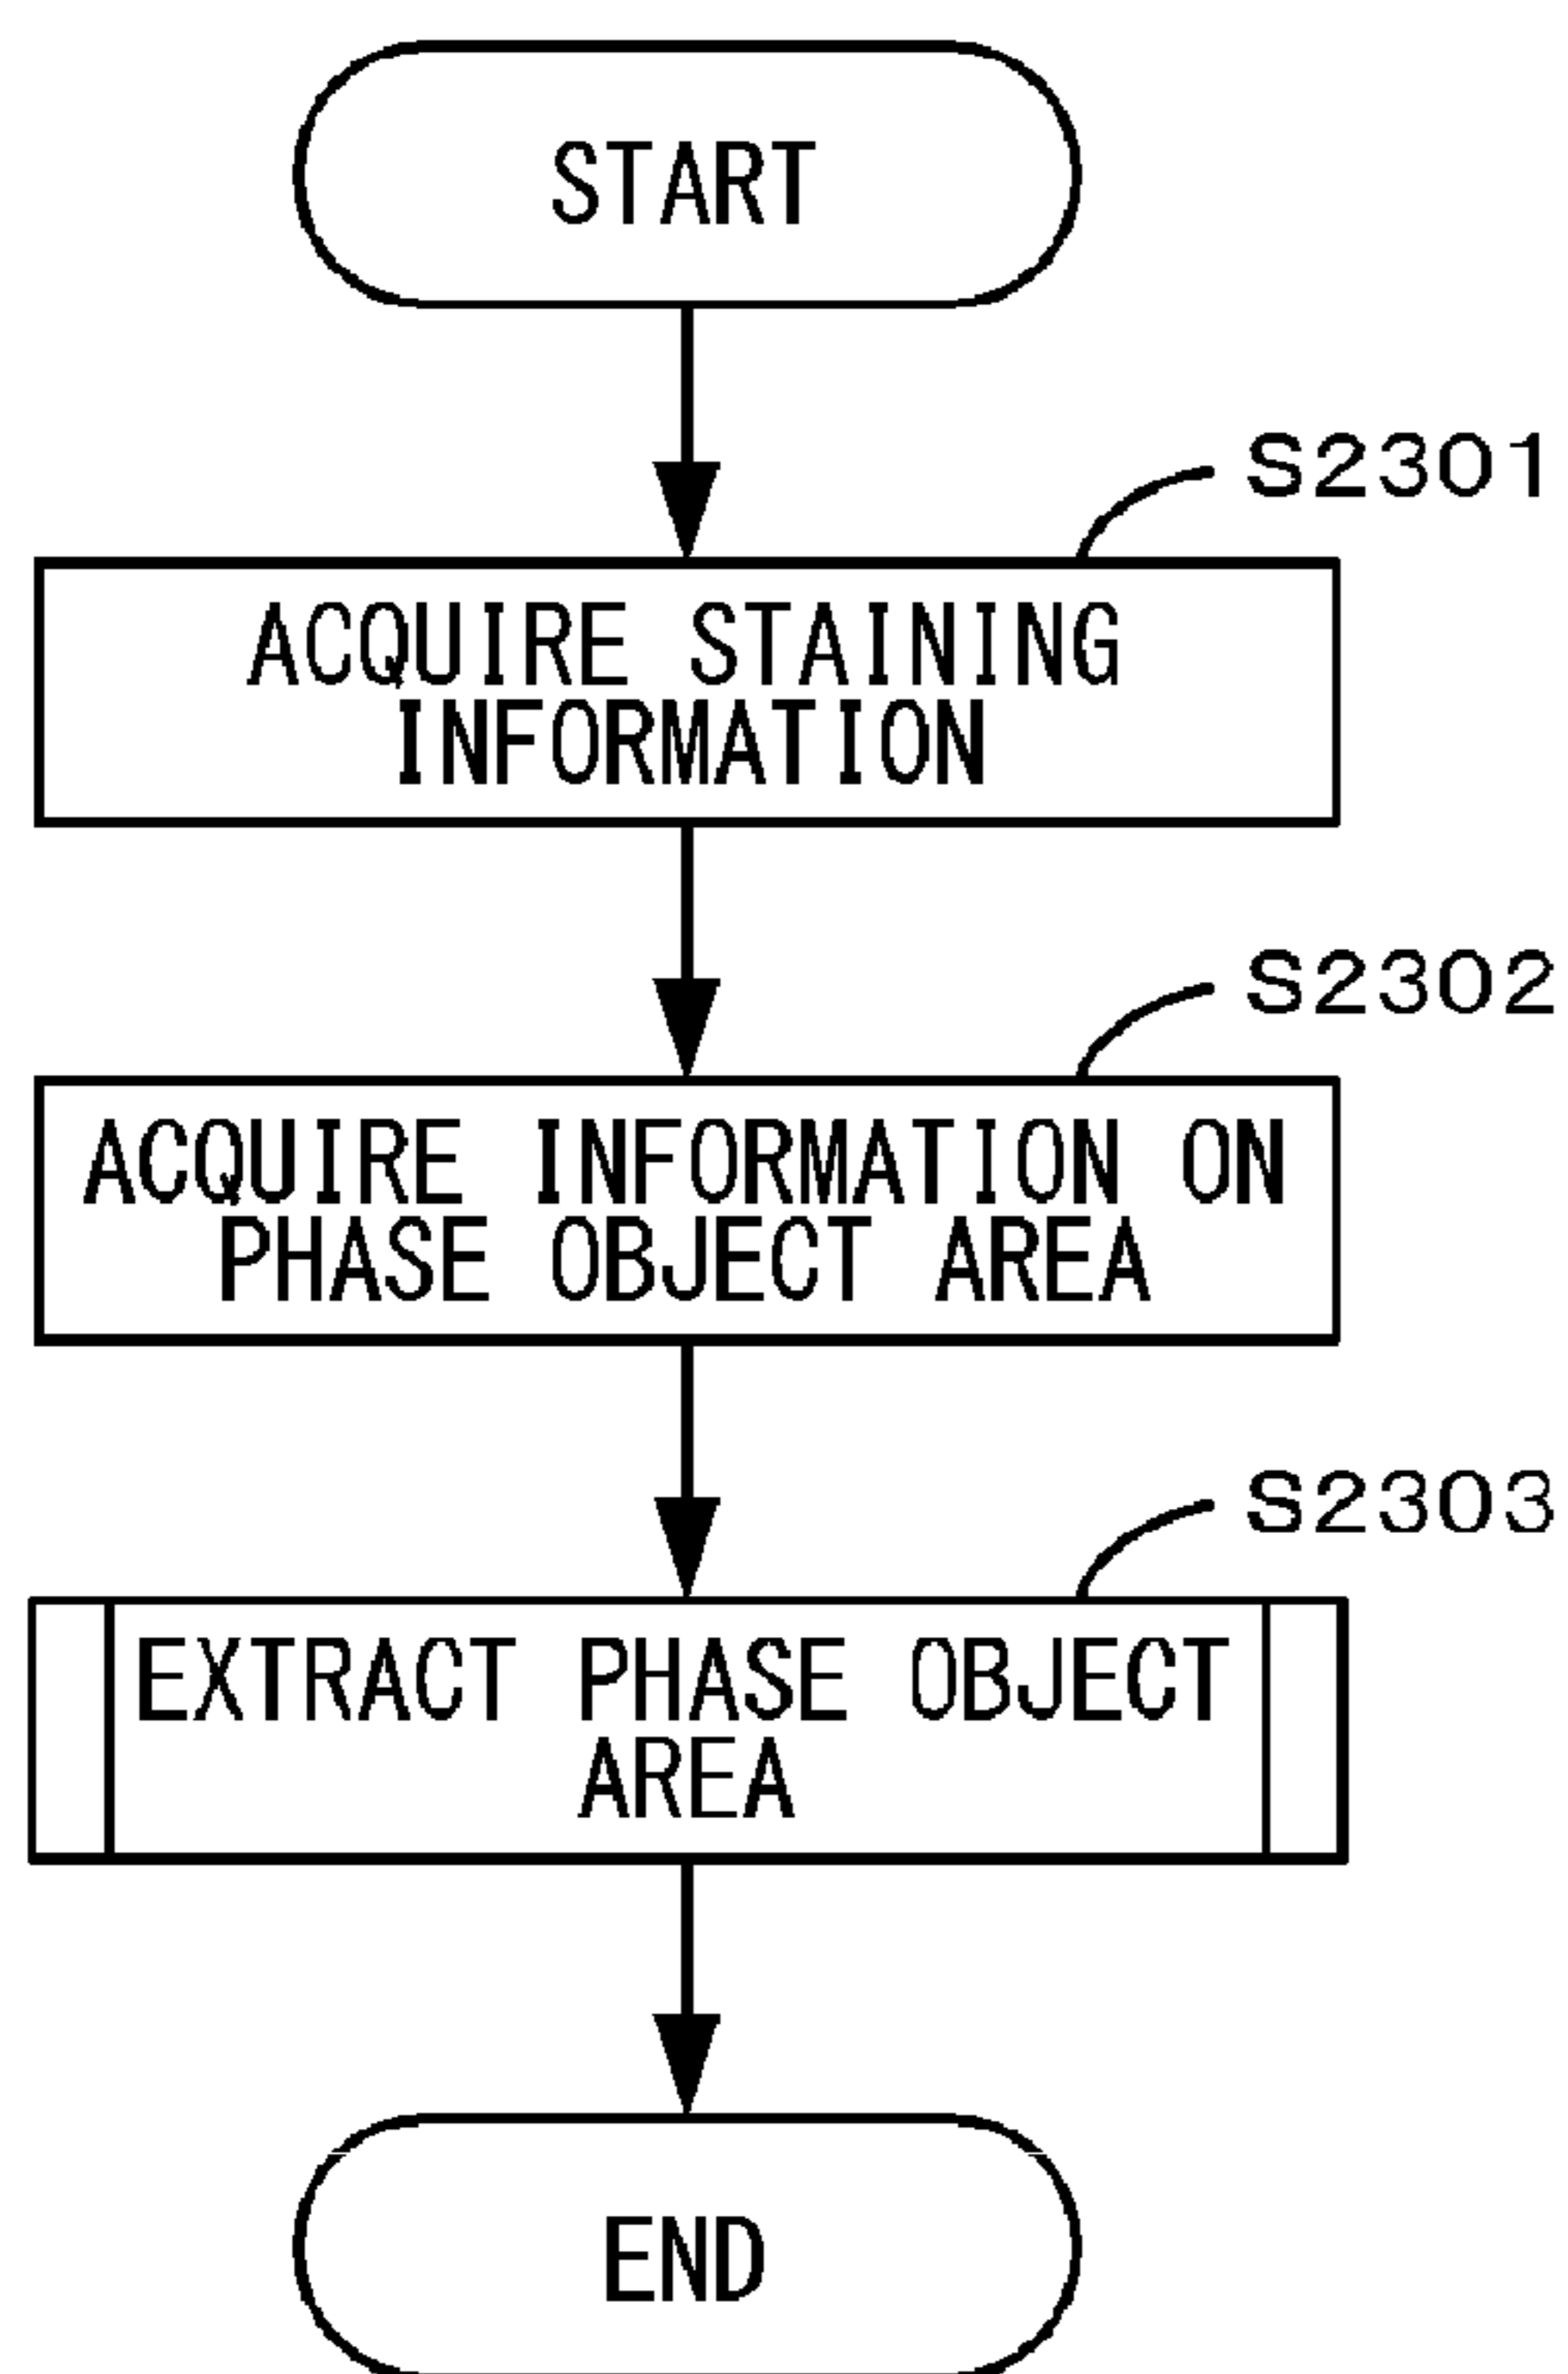 START
S2301
ACQUIRE STAINING
INFORMATION
S2302
ACQUIRE INFORMATION ON
PHASE OBJECT AREA
S2303
EXTRACT PHASE OBJECT
AREA
END